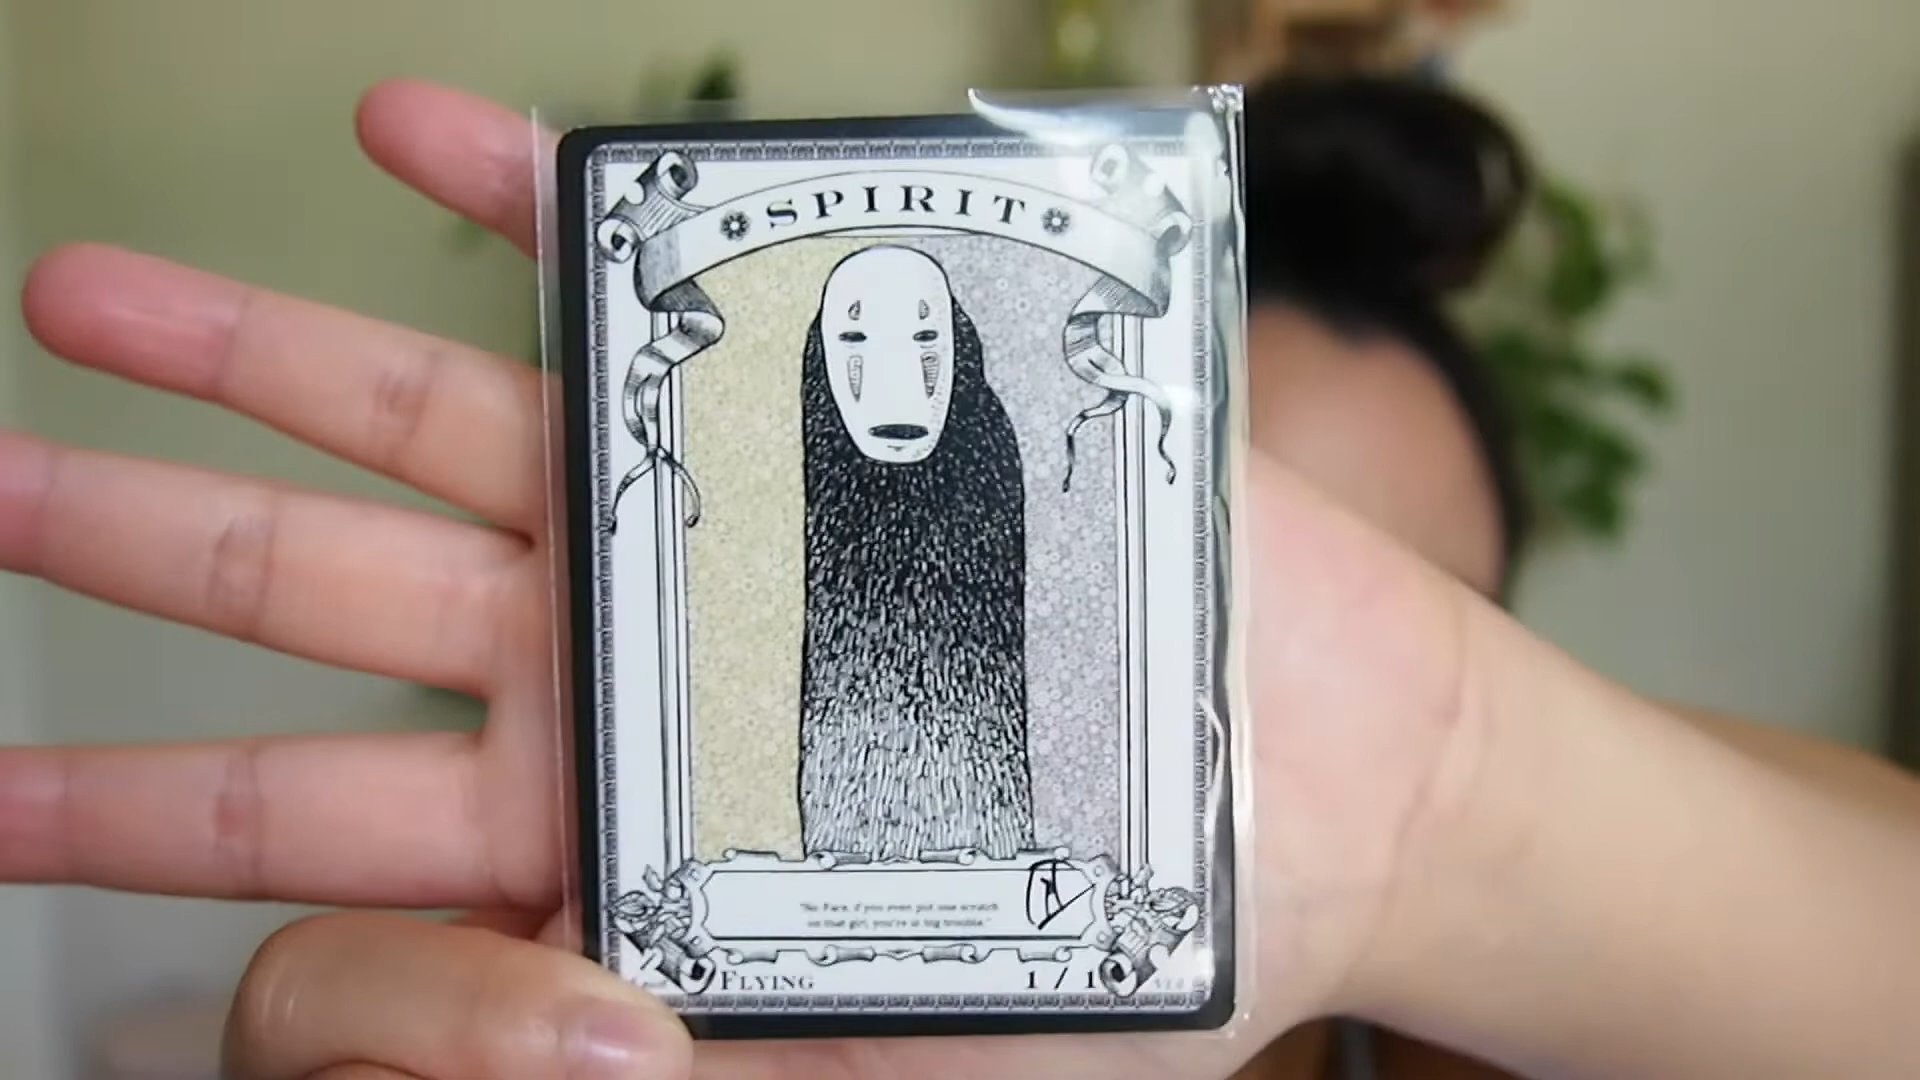 SPIRIT
"No Face, if you even put one scratch
on that girl, you're in big trouble."
FLYING 1 / 1